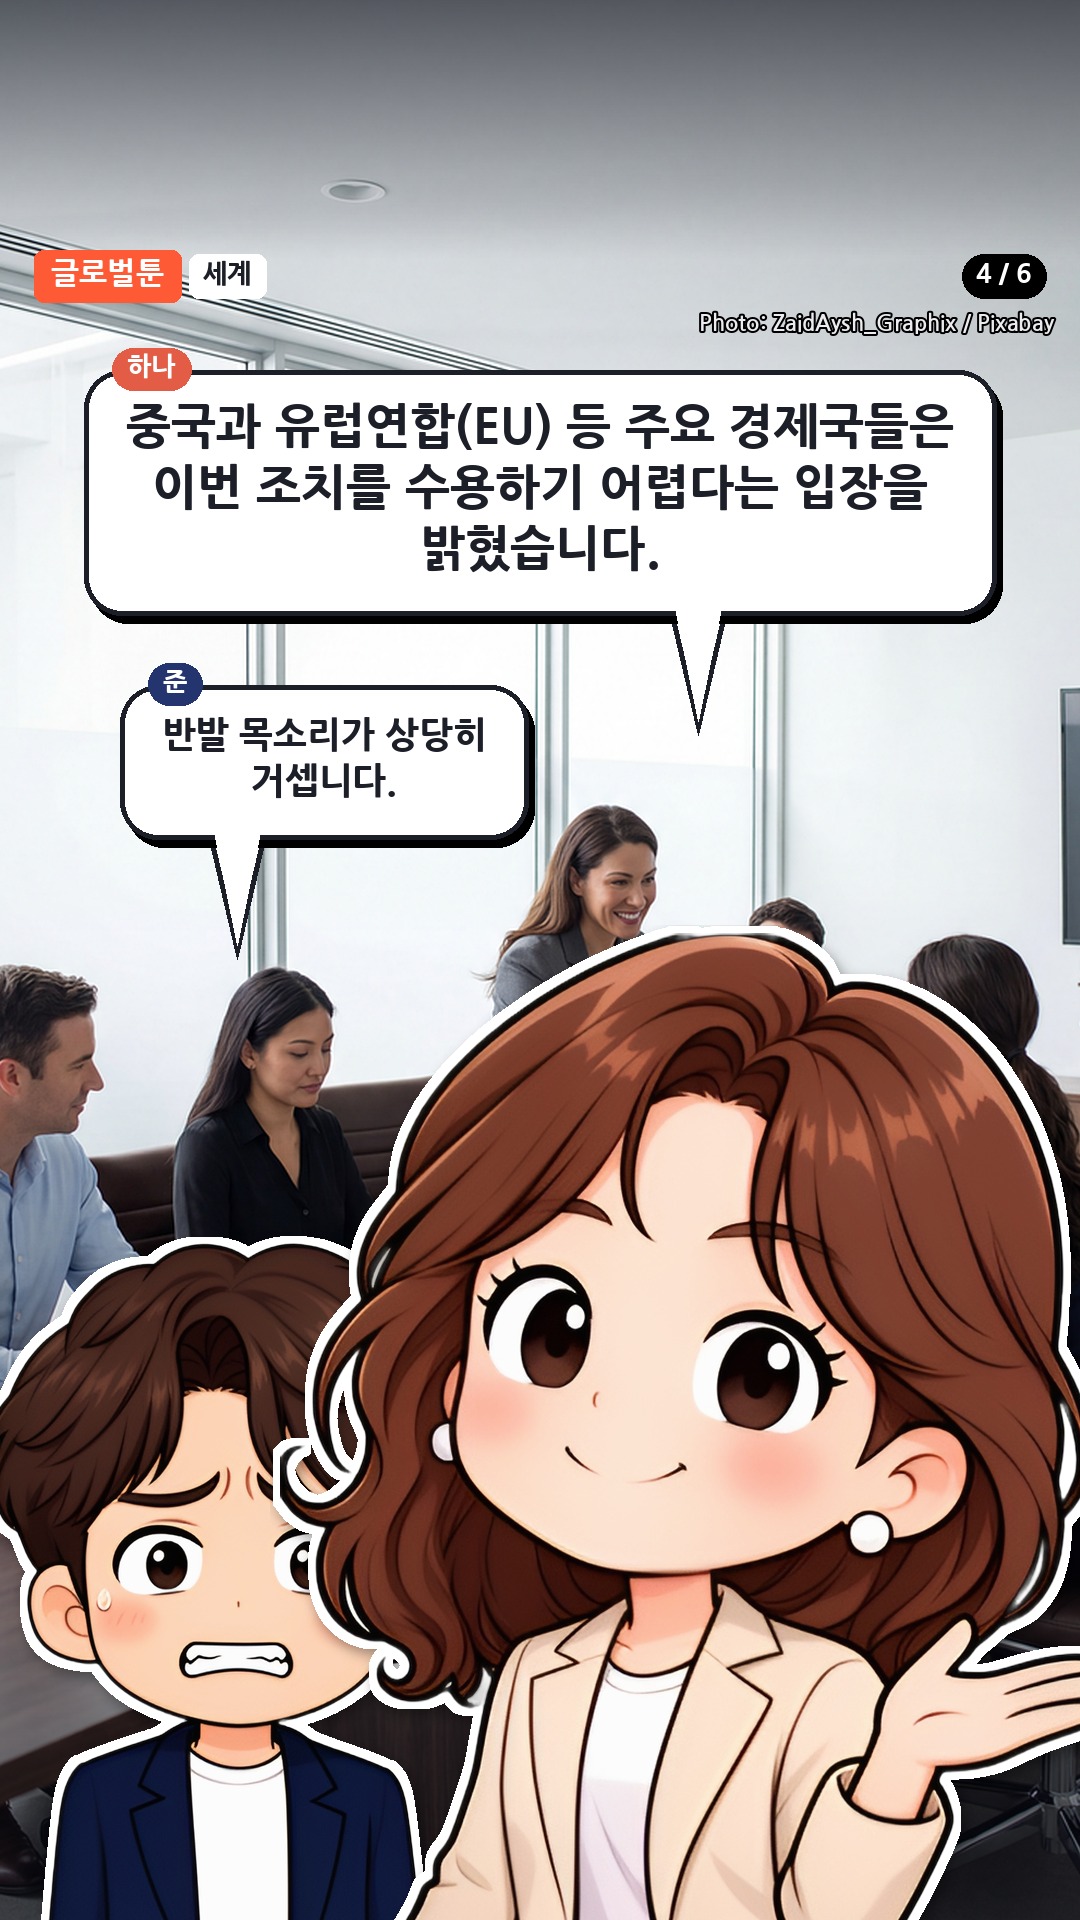 글로벌툰 세계
4 / 6
Photo: ZaidAysh_Graphix / Pixabay
하나
중국과 유럽연합(EU) 등 주요 경제국들은
이번 조치를 수용하기 어렵다는 입장을
밝혔습니다.
준
반발 목소리가 상당히
거셉니다.